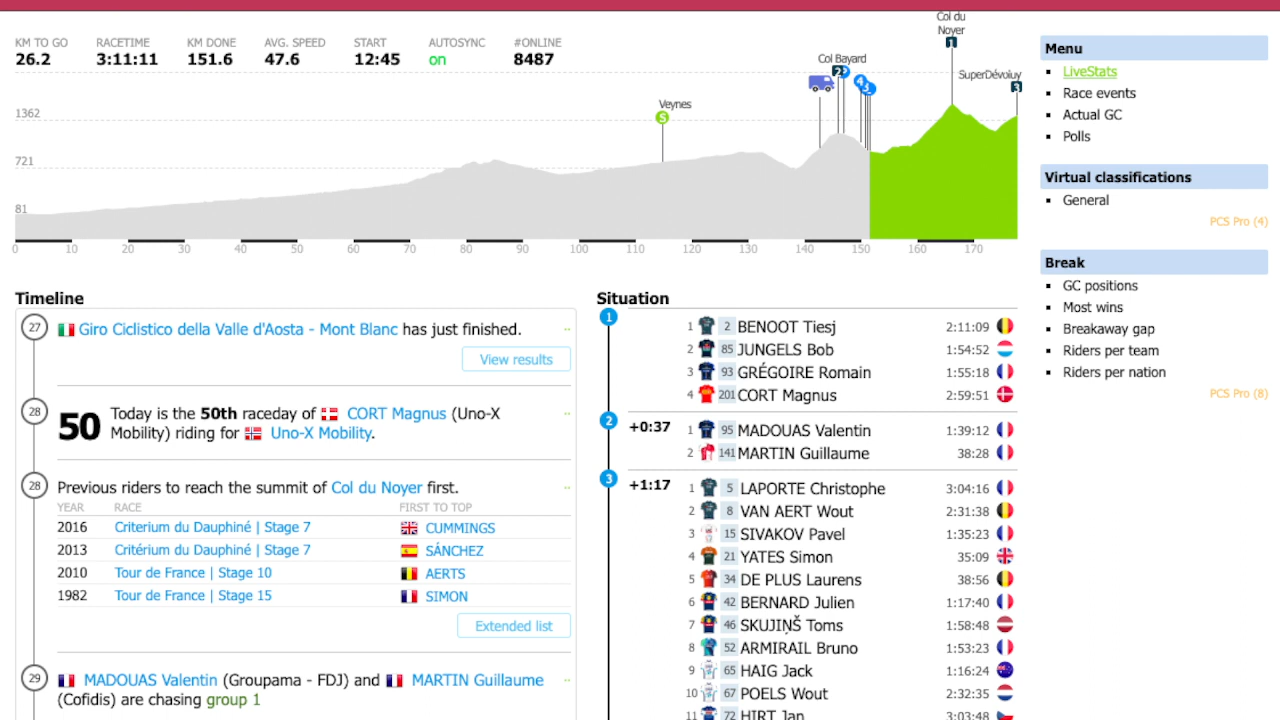 Col du
Noyer
KM TO GO RACETIME KM DONE AVG. SPEED START AUTOSYNC #ONLINE
26.2 3:11:11 151.6 47.6 12:45 on 8487
1
Col Bayard
2
SuperDévoluy
4
3
Veynes
S
1362
721
81
0 10 20 30 40 50 60 70 80 90 100 110 120 130 140 150 160 170
Menu
LiveStats
Race events
Actual GC
Polls
Virtual classifications
General
PCS Pro (4)
Break
GC positions
Most wins
Breakaway gap
Riders per team
Riders per nation
PCS Pro (8)
Timeline
27 Giro Ciclistico della Valle d'Aosta - Mont Blanc has just finished.
View results
28 50 Today is the 50th raceday of CORT Magnus (Uno-X
Mobility) riding for Uno-X Mobility.
28 Previous riders to reach the summit of Col du Noyer first.
YEAR RACE FIRST TO TOP
2016 Criterium du Dauphiné | Stage 7 CUMMINGS
2013 Critérium du Dauphiné | Stage 7 SÁNCHEZ
2010 Tour de France | Stage 10 AERTS
1982 Tour de France | Stage 15 SIMON
Extended list
29 MADOUAS Valentin (Groupama - FDJ) and MARTIN Guillaume
(Cofidis) are chasing group 1
Situation
1
1 2 BENOOT Tiesj 2:11:09
2 85 JUNGELS Bob 1:54:52
3 93 GRÉGOIRE Romain 1:55:18
4 201 CORT Magnus 2:59:51
2 +0:37
1 95 MADOUAS Valentin 1:39:12
2 141 MARTIN Guillaume 38:28
3 +1:17
1 5 LAPORTE Christophe 3:04:16
2 8 VAN AERT Wout 2:31:38
3 15 SIVAKOV Pavel 1:35:23
4 21 YATES Simon 35:09
5 34 DE PLUS Laurens 38:56
6 42 BERNARD Julien 1:17:40
7 46 SKUJIŅŠ Toms 1:58:48
8 52 ARMIRAIL Bruno 1:53:23
9 65 HAIG Jack 1:16:24
10 67 POELS Wout 2:32:35
11 72 HIRT Jan 3:03:48